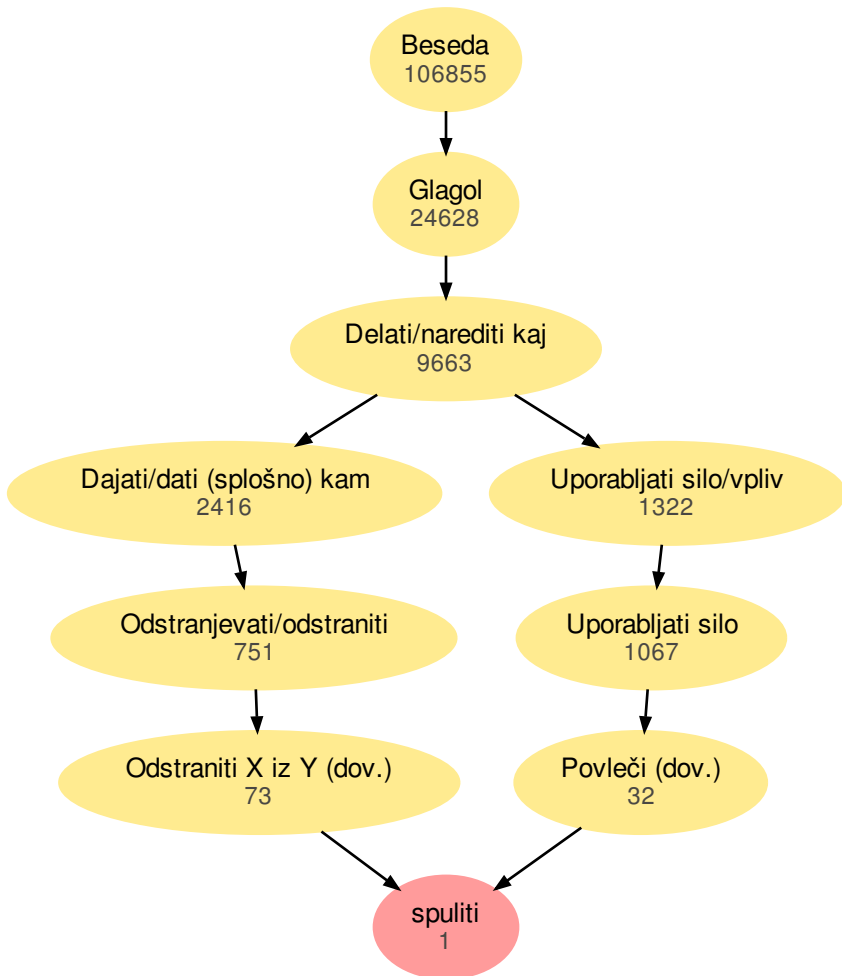 Beseda
106855
Glagol
24628
Delati/narediti kaj
9663
Dajati/dati (splošno) kam
2416
Uporabljati silo/vpliv
1322
Odstranjevati/odstraniti
751
Uporabljati silo
1067
Odstraniti X iz Y (dov.)
73
Povleči (dov.)
32
spuliti
1